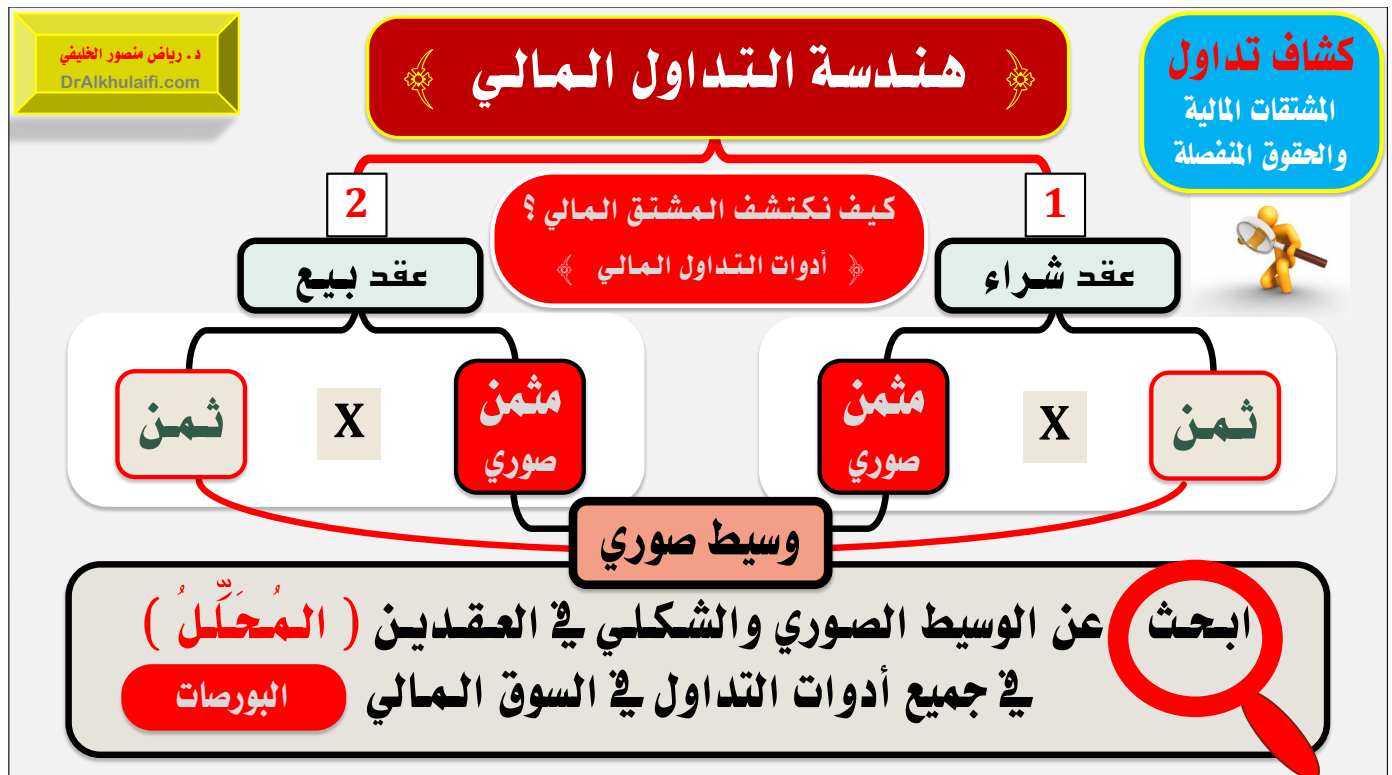 كشاف تداول
المشتقات المالية
والحقوق المنفصلة
﴿ هندسة التداول المالي ﴾
د. رياض منصور الخليفي
DrAlkhulaifi.com
كيف نكتشف المشتق المالي ؟
﴿ أدوات التداول المالي ﴾
1
عقد شراء
ثمن
X
مثمن
صوري
2
عقد بيع
مثمن
صوري
X
ثمن
وسيط صوري
ابحث عن الوسيط الصوري والشكلي في العقدين ( المُحَلِّلُ )
في جميع أدوات التداول في السوق المالي
البورصات